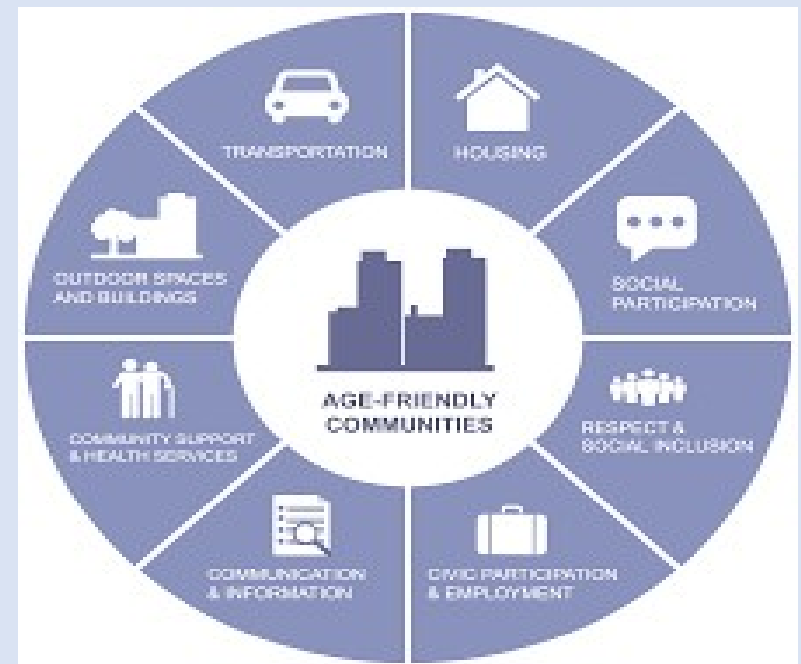 TRANSPORTATION
HOUSING
OUTDOOR SPACES
AND BUILDINGS
SOCIAL
PARTICIPATION
AGE-FRIENDLY
COMMUNITIES
COMMUNITY SUPPORT
& HEALTH SERVICES
RESPECT &
SOCIAL INCLUSION
COMMUNICATION
& INFORMATION
CIVIC PARTICIPATION
& EMPLOYMENT